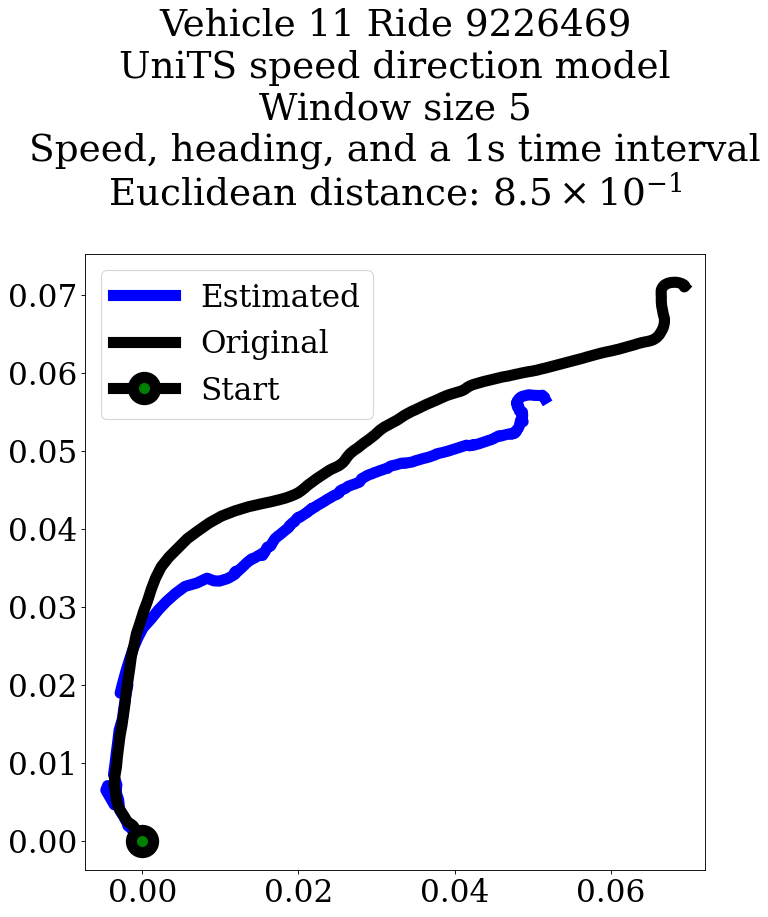 Vehicle 11 Ride 9226469
UniTS speed direction model
Window size 5
Speed, heading, and a 1s time interval
Euclidean distance: 8.5 × 10⁻¹
Estimated
Original
Start
0.07
0.06
0.05
0.04
0.03
0.02
0.01
0.00
0.00 0.02 0.04 0.06